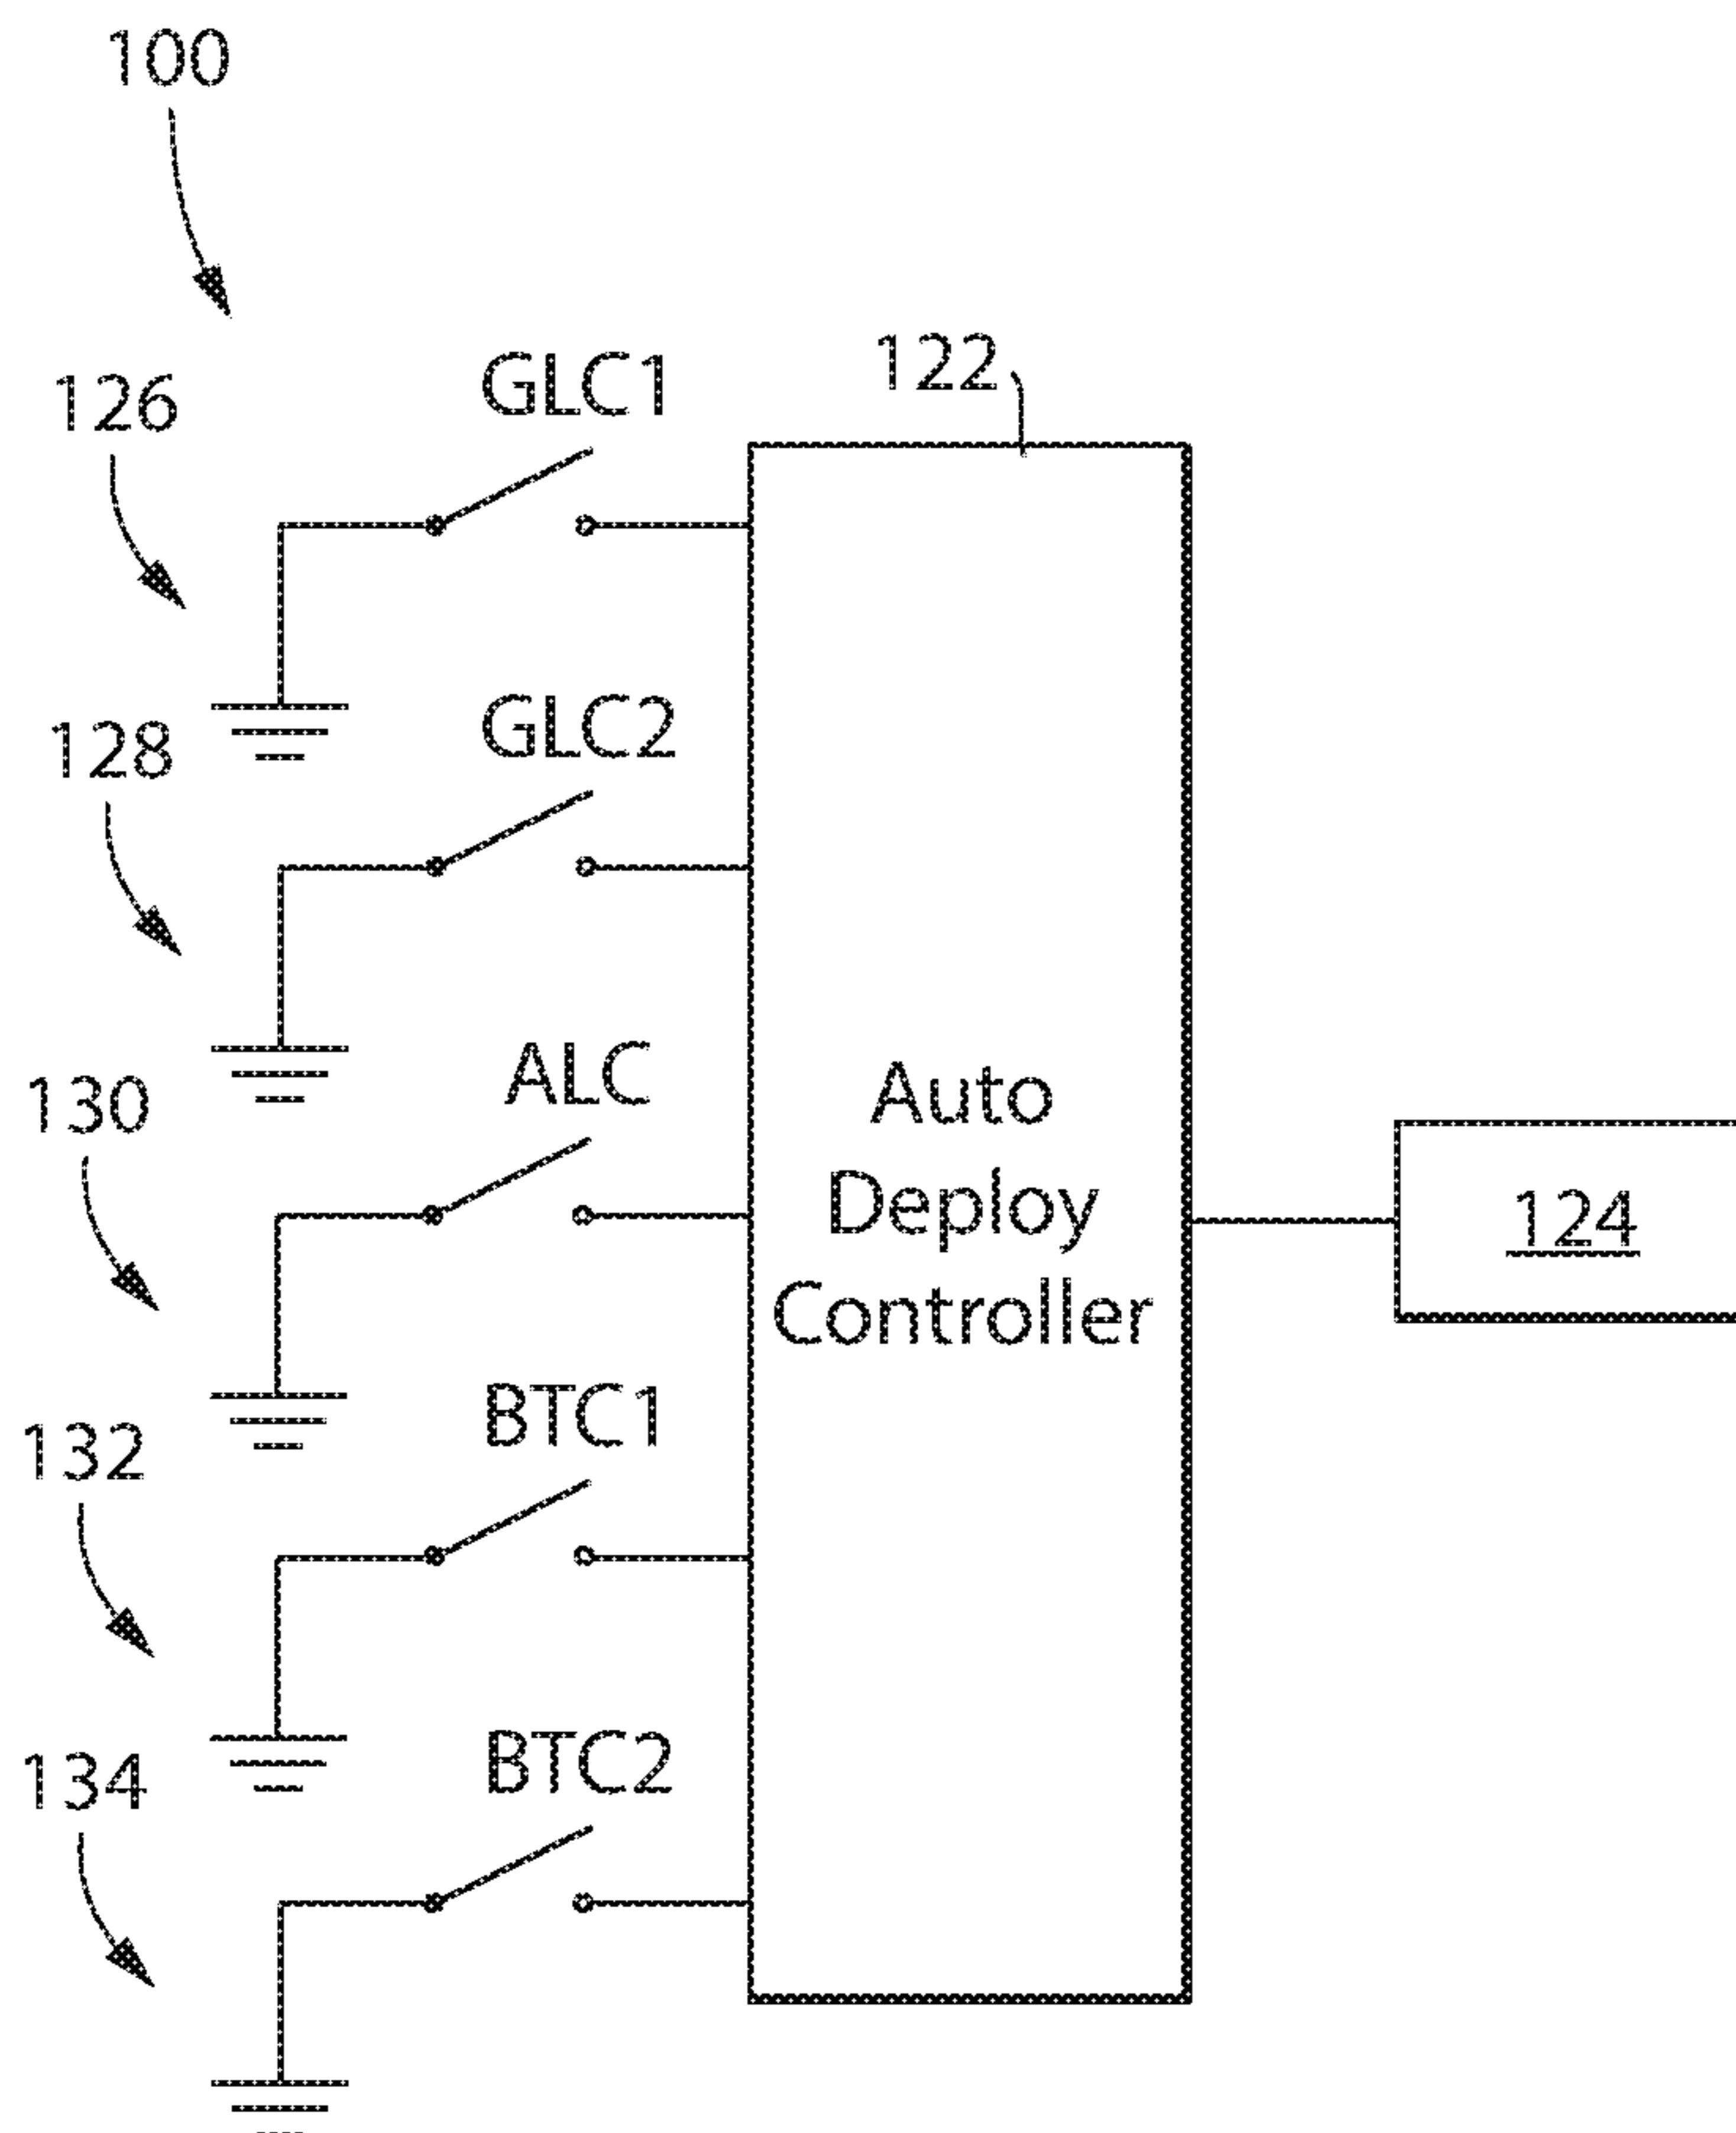 100
GLC1
122
126
GLC2
128
ALC
130
Auto
Deploy
Controller
124
BTC1
132
BTC2
134